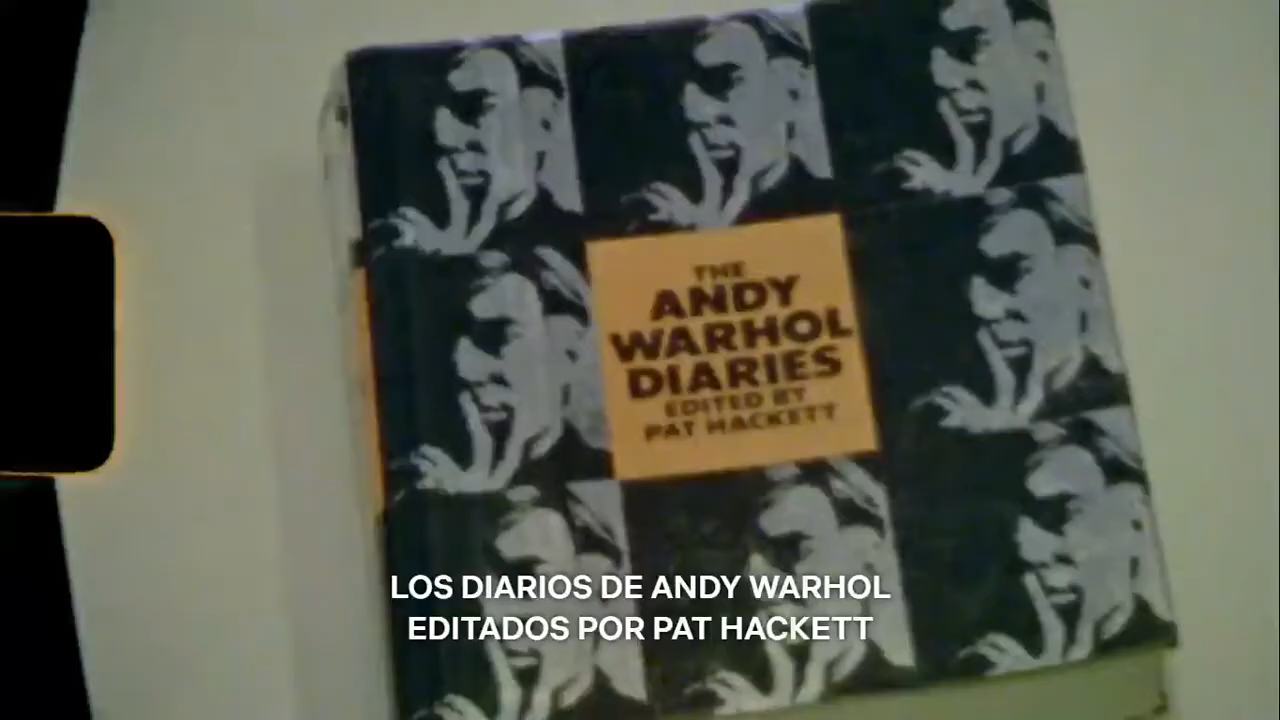 THE
ANDY
WARHOL
DIARIES
EDITED BY
PAT HACKETT
LOS DIARIOS DE ANDY WARHOL
EDITADOS POR PAT HACKETT